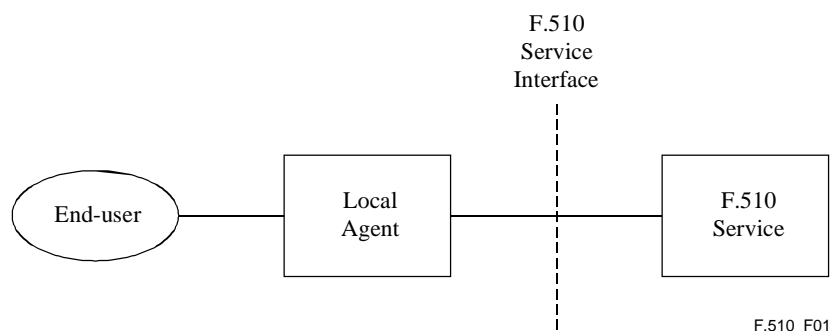 F.510
Service
Interface
End-user
Local
Agent
F.510
Service
F.510_F01